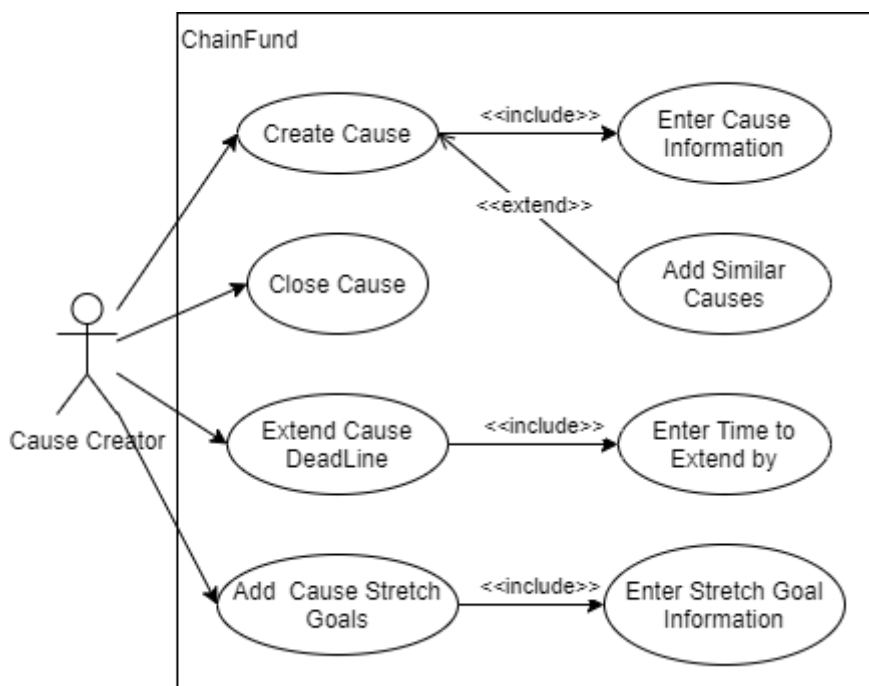 ChainFund
Create Cause
<<include>>
Enter Cause
Information
<<extend>>
Add Similar
Causes
Close Cause
Cause Creator
Extend Cause
DeadLine
<<include>>
Enter Time to
Extend by
Add  Cause Stretch
Goals
<<include>>
Enter Stretch Goal
Information